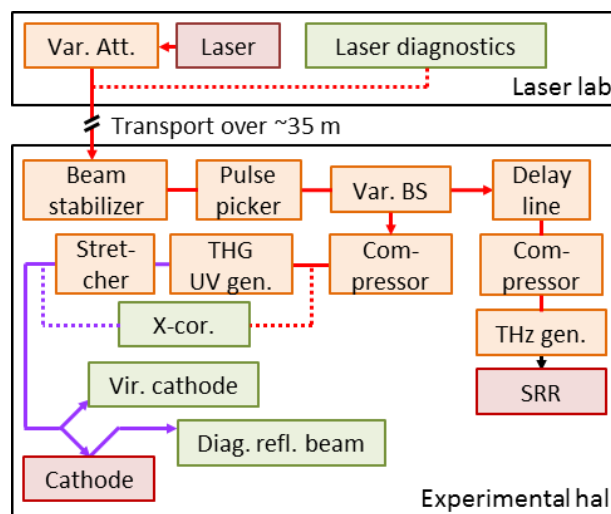 Var. Att.
Laser
Laser diagnostics
Laser lab
Transport over ~35 m
Beam
stabilizer
Pulse
picker
Var. BS
Delay
line
Stret-
cher
THG
UV gen.
Com-
pressor
Com-
pressor
X-cor.
THz gen.
Vir. cathode
SRR
Diag. refl. beam
Cathode
Experimental hall